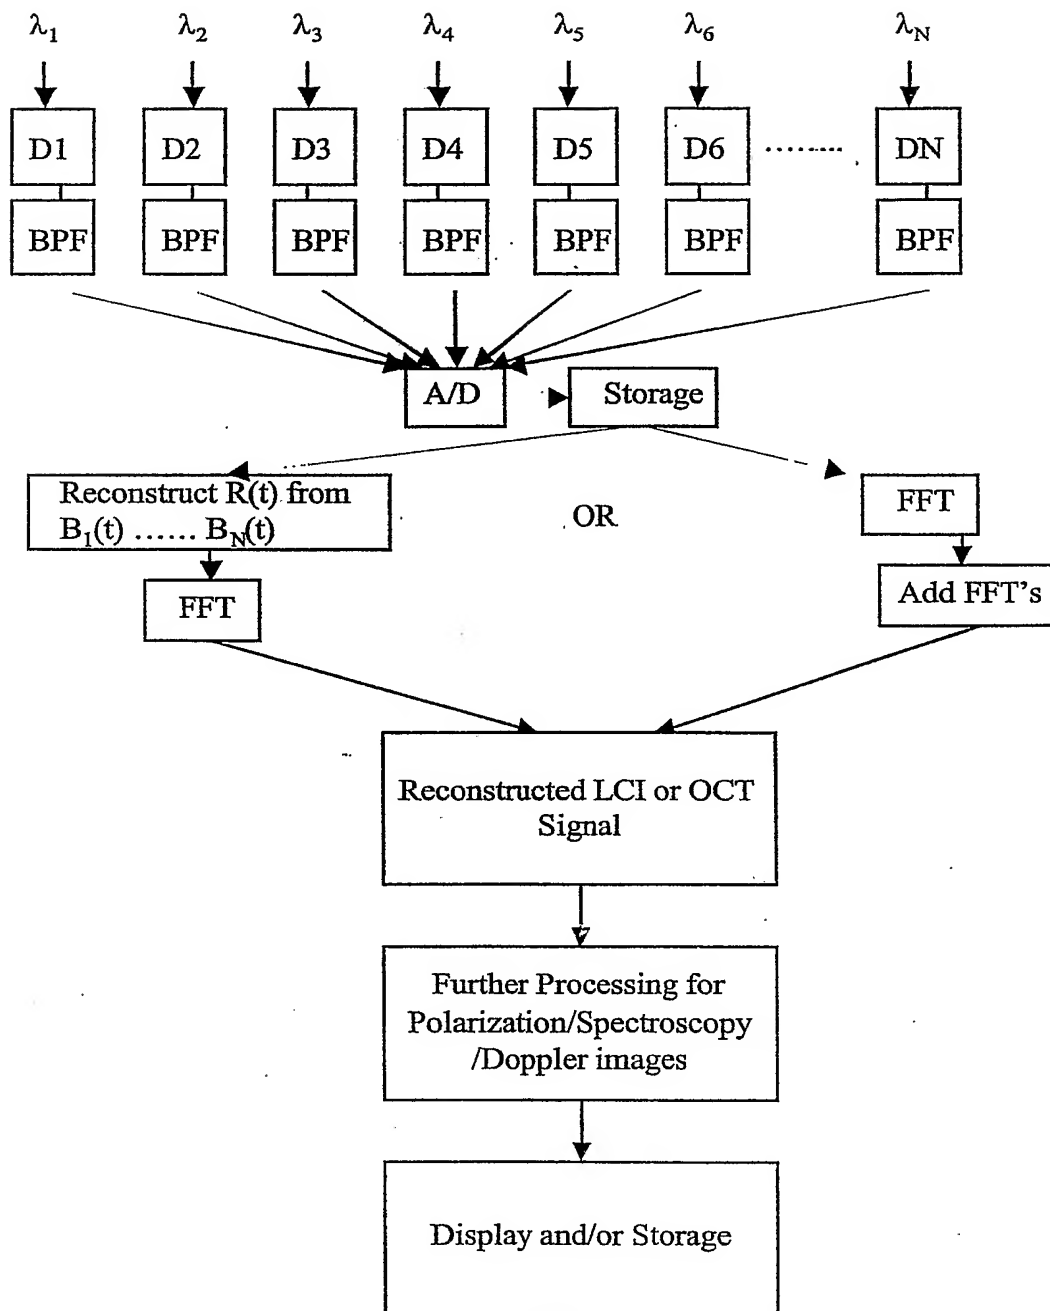 λ1 λ2 λ3 λ4 λ5 λ6 λN
D1 D2 D3 D4 D5 D6 ........ DN
BPF BPF BPF BPF BPF BPF BPF
A/D Storage
Reconstruct R(t) from
B1(t) ...... BN(t)
OR
FFT
FFT
Add FFT's
Reconstructed LCI or OCT
Signal
Further Processing for
Polarization/Spectroscopy
/Doppler images
Display and/or Storage